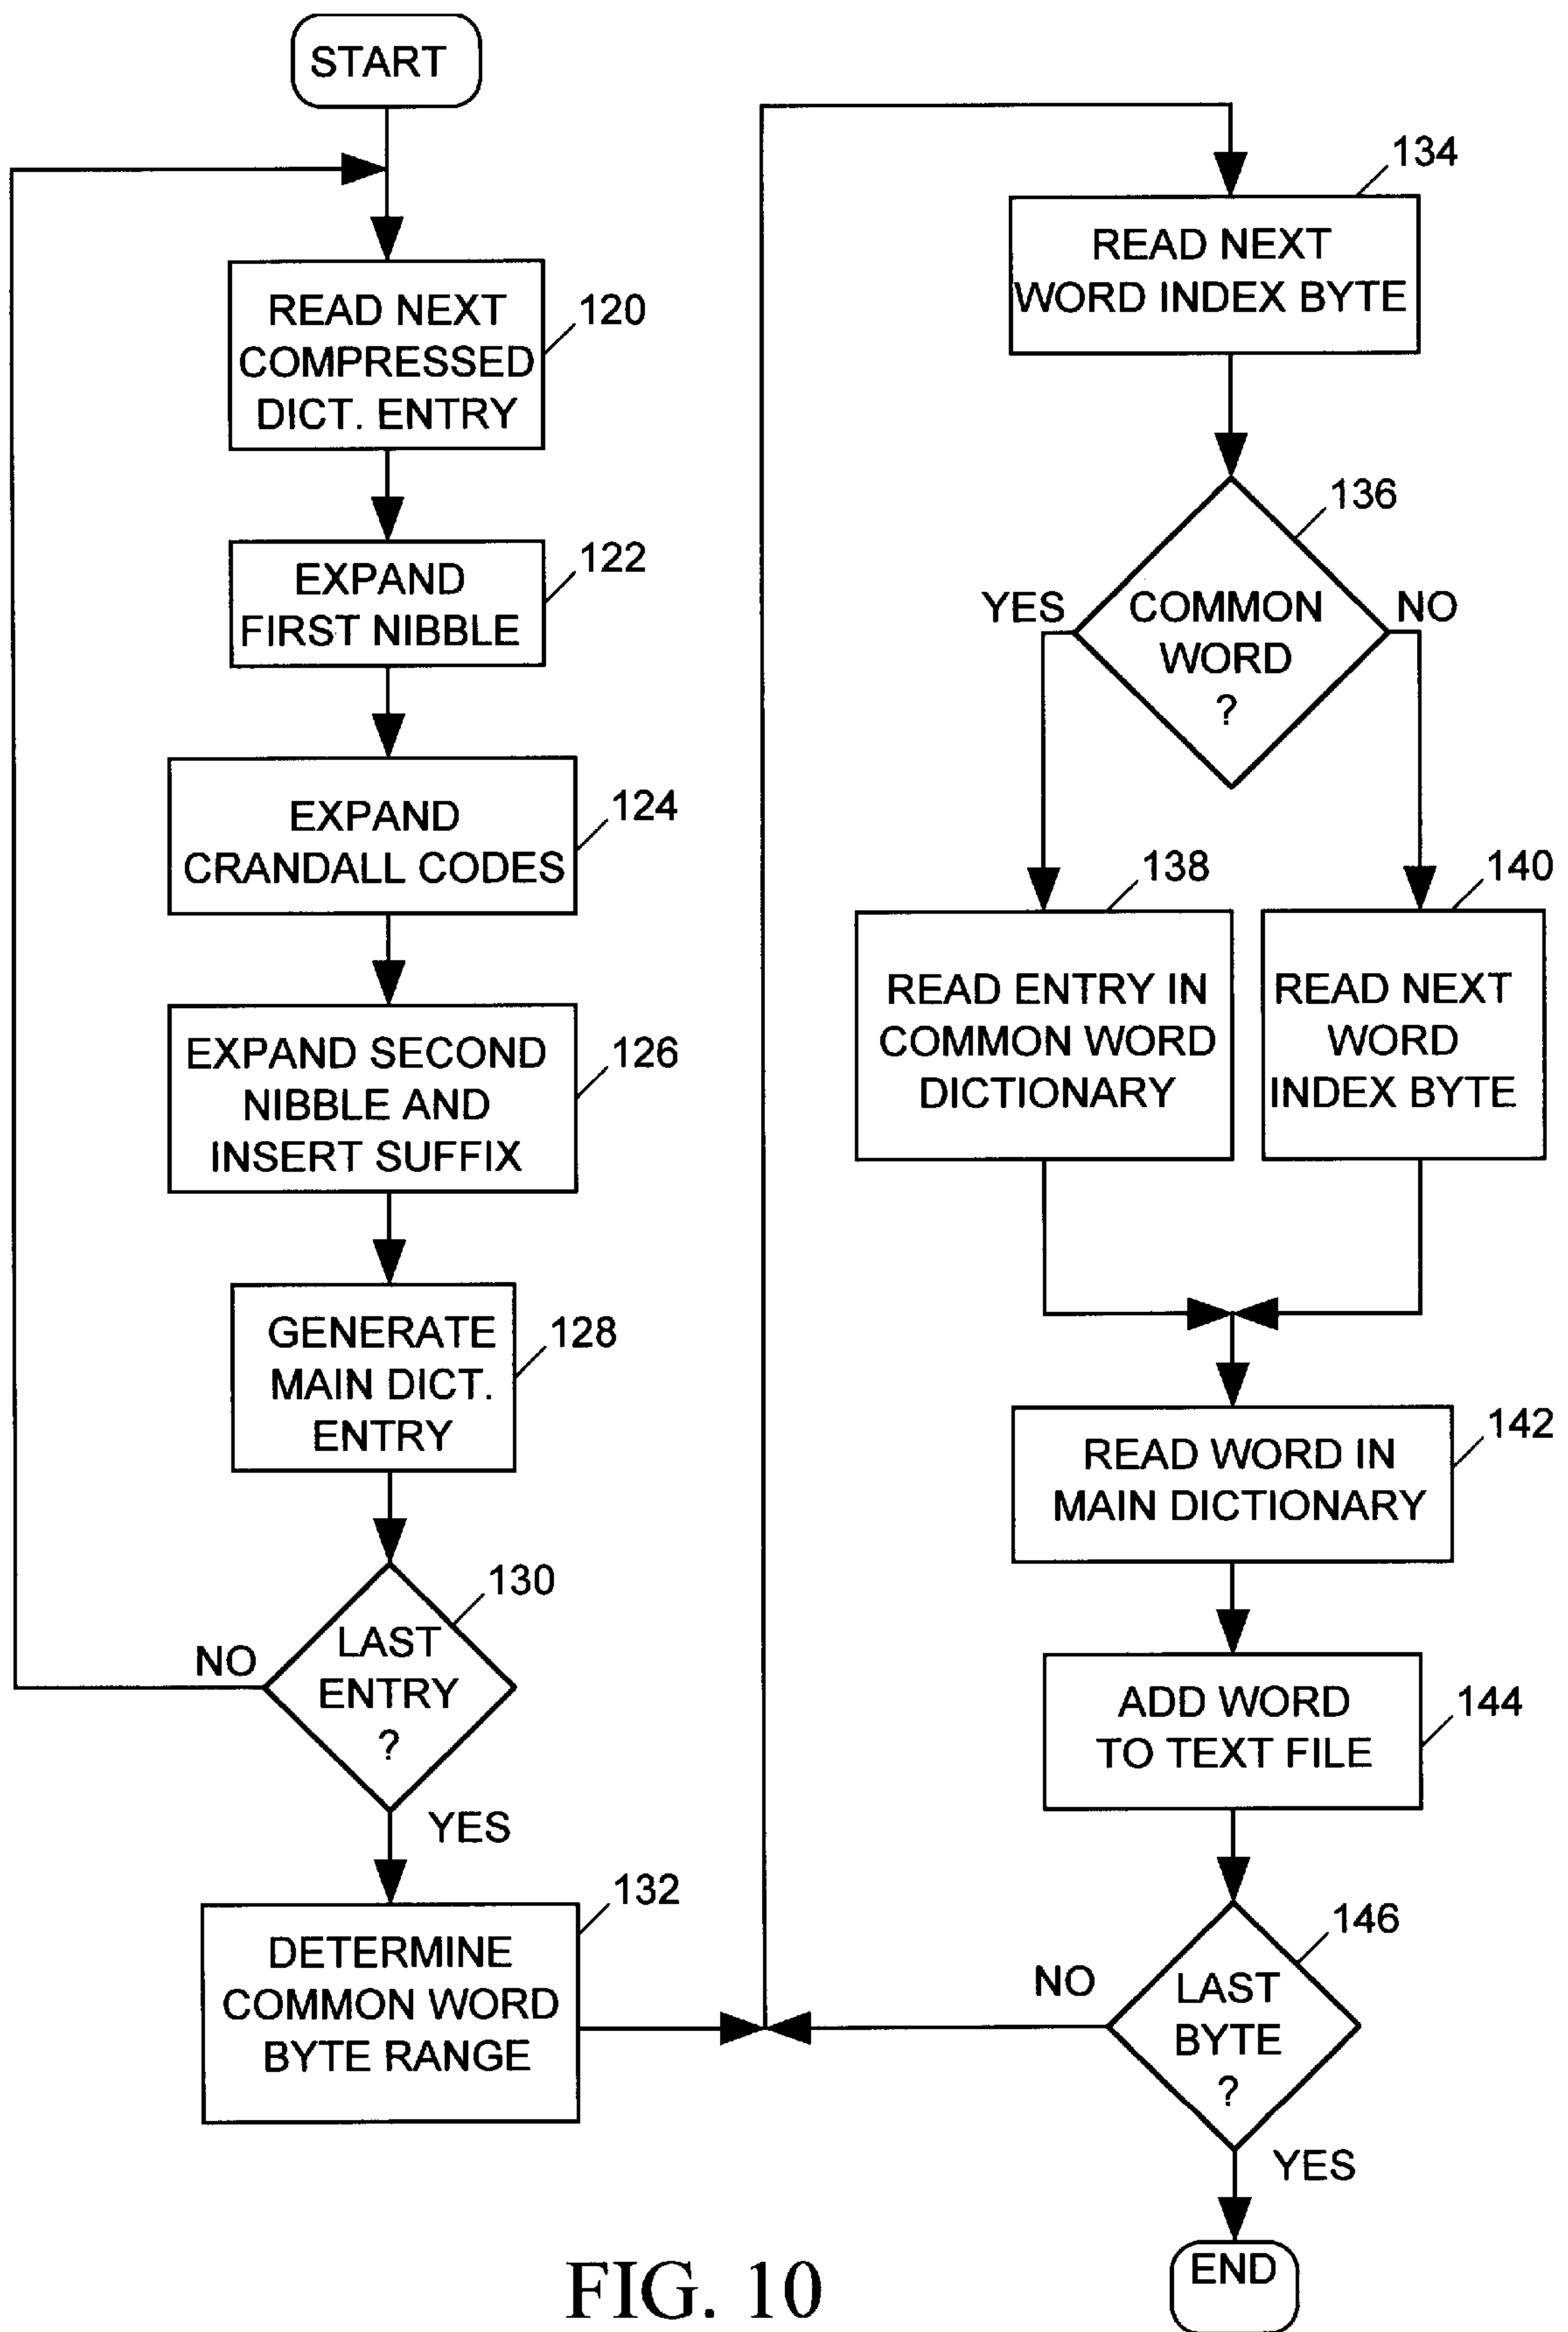 START
READ NEXT
COMPRESSED
DICT. ENTRY
120
EXPAND
FIRST NIBBLE
122
EXPAND
CRANDALL CODES
124
EXPAND SECOND
NIBBLE AND
INSERT SUFFIX
126
GENERATE
MAIN DICT.
ENTRY
128
LAST
ENTRY
?
130
NO
YES
DETERMINE
COMMON WORD
BYTE RANGE
132
READ NEXT
WORD INDEX BYTE
134
COMMON
WORD
?
136
YES
NO
READ ENTRY IN
COMMON WORD
DICTIONARY
138
READ NEXT
WORD
INDEX BYTE
140
READ WORD IN
MAIN DICTIONARY
142
ADD WORD
TO TEXT FILE
144
LAST
BYTE
?
146
NO
YES
END
FIG. 10